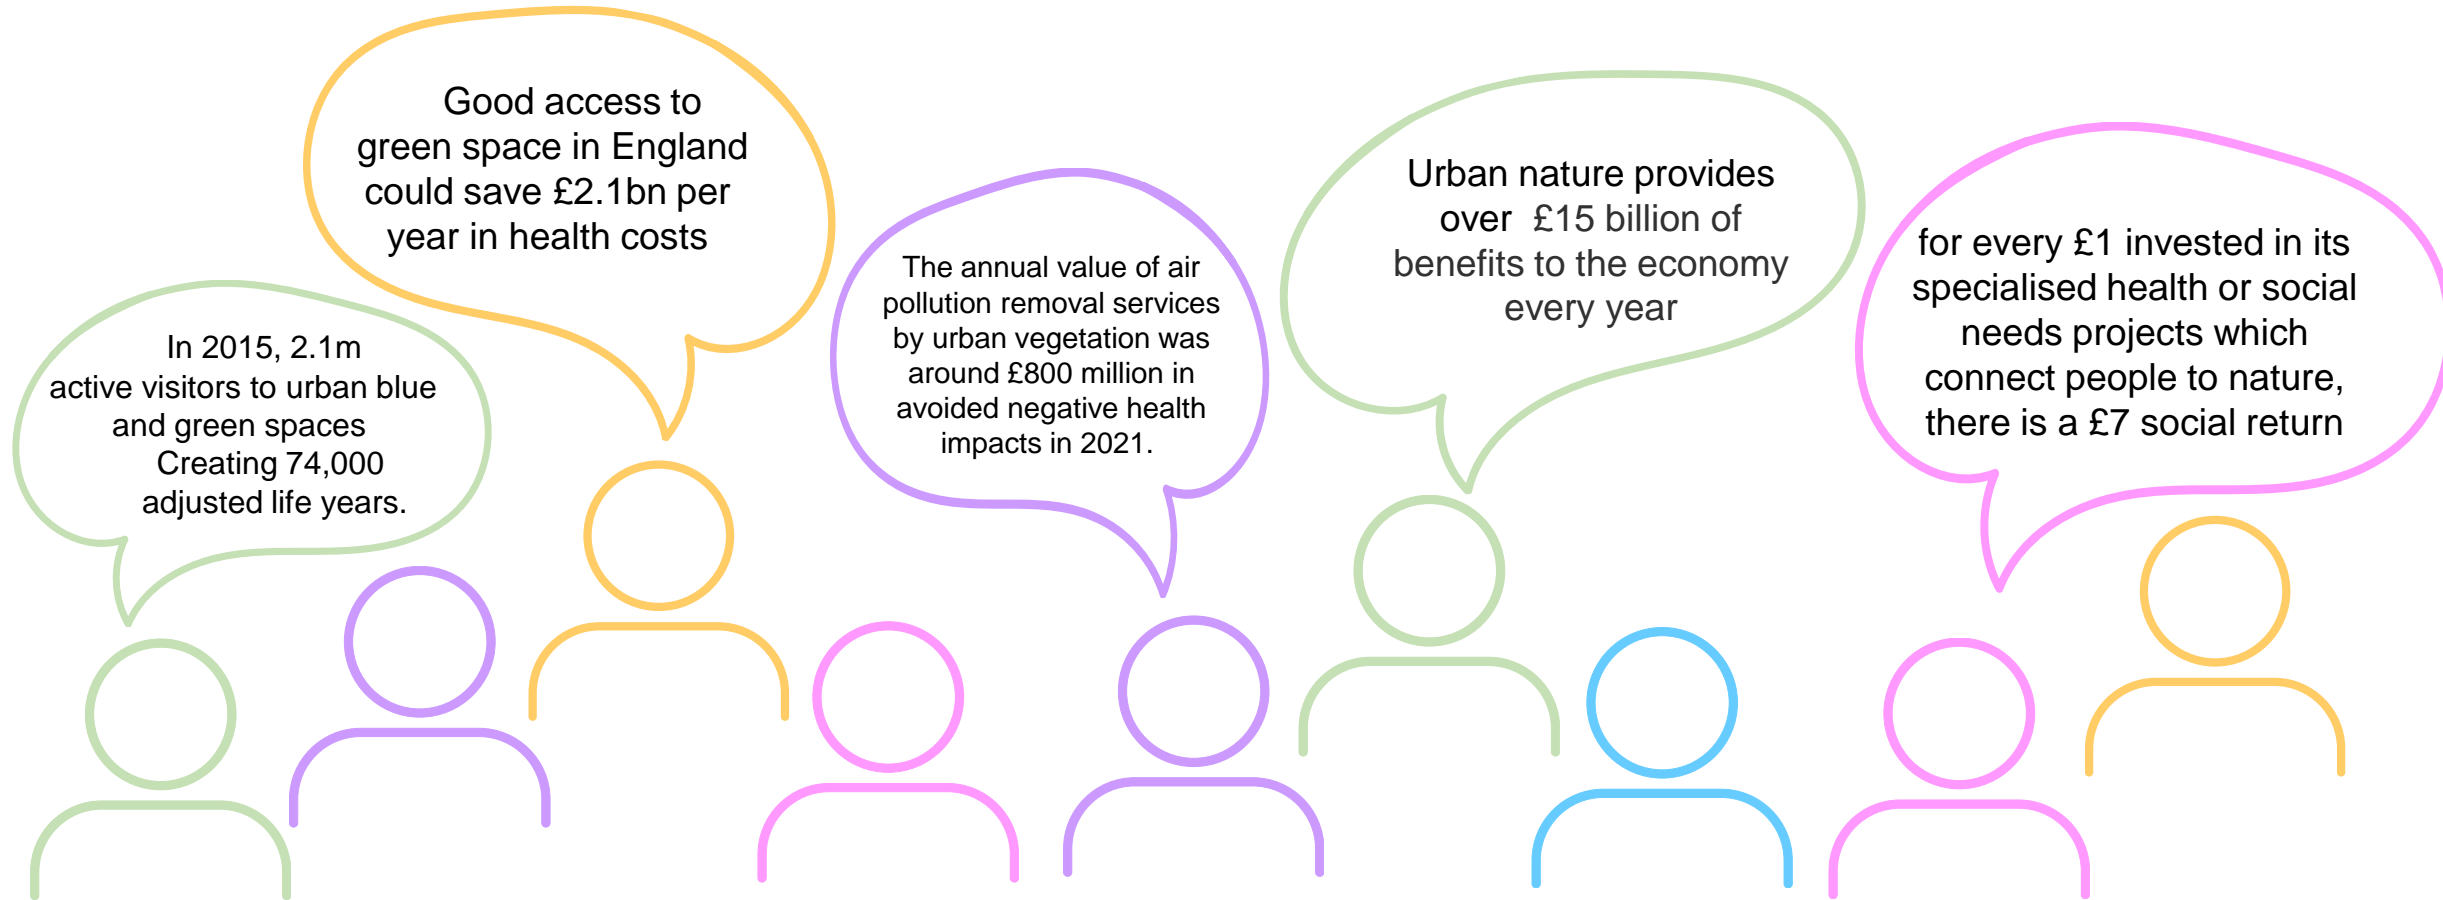 Good access to
green space in England
could save £2.1bn per
year in health costs
In 2015, 2.1m
active visitors to urban blue
and green spaces
Creating 74,000
adjusted life years.
The annual value of air
pollution removal services
by urban vegetation was
around £800 million in
avoided negative health
impacts in 2021.
Urban nature provides
over £15 billion of
benefits to the economy
every year
for every £1 invested in its
specialised health or social
needs projects which
connect people to nature,
there is a £7 social return